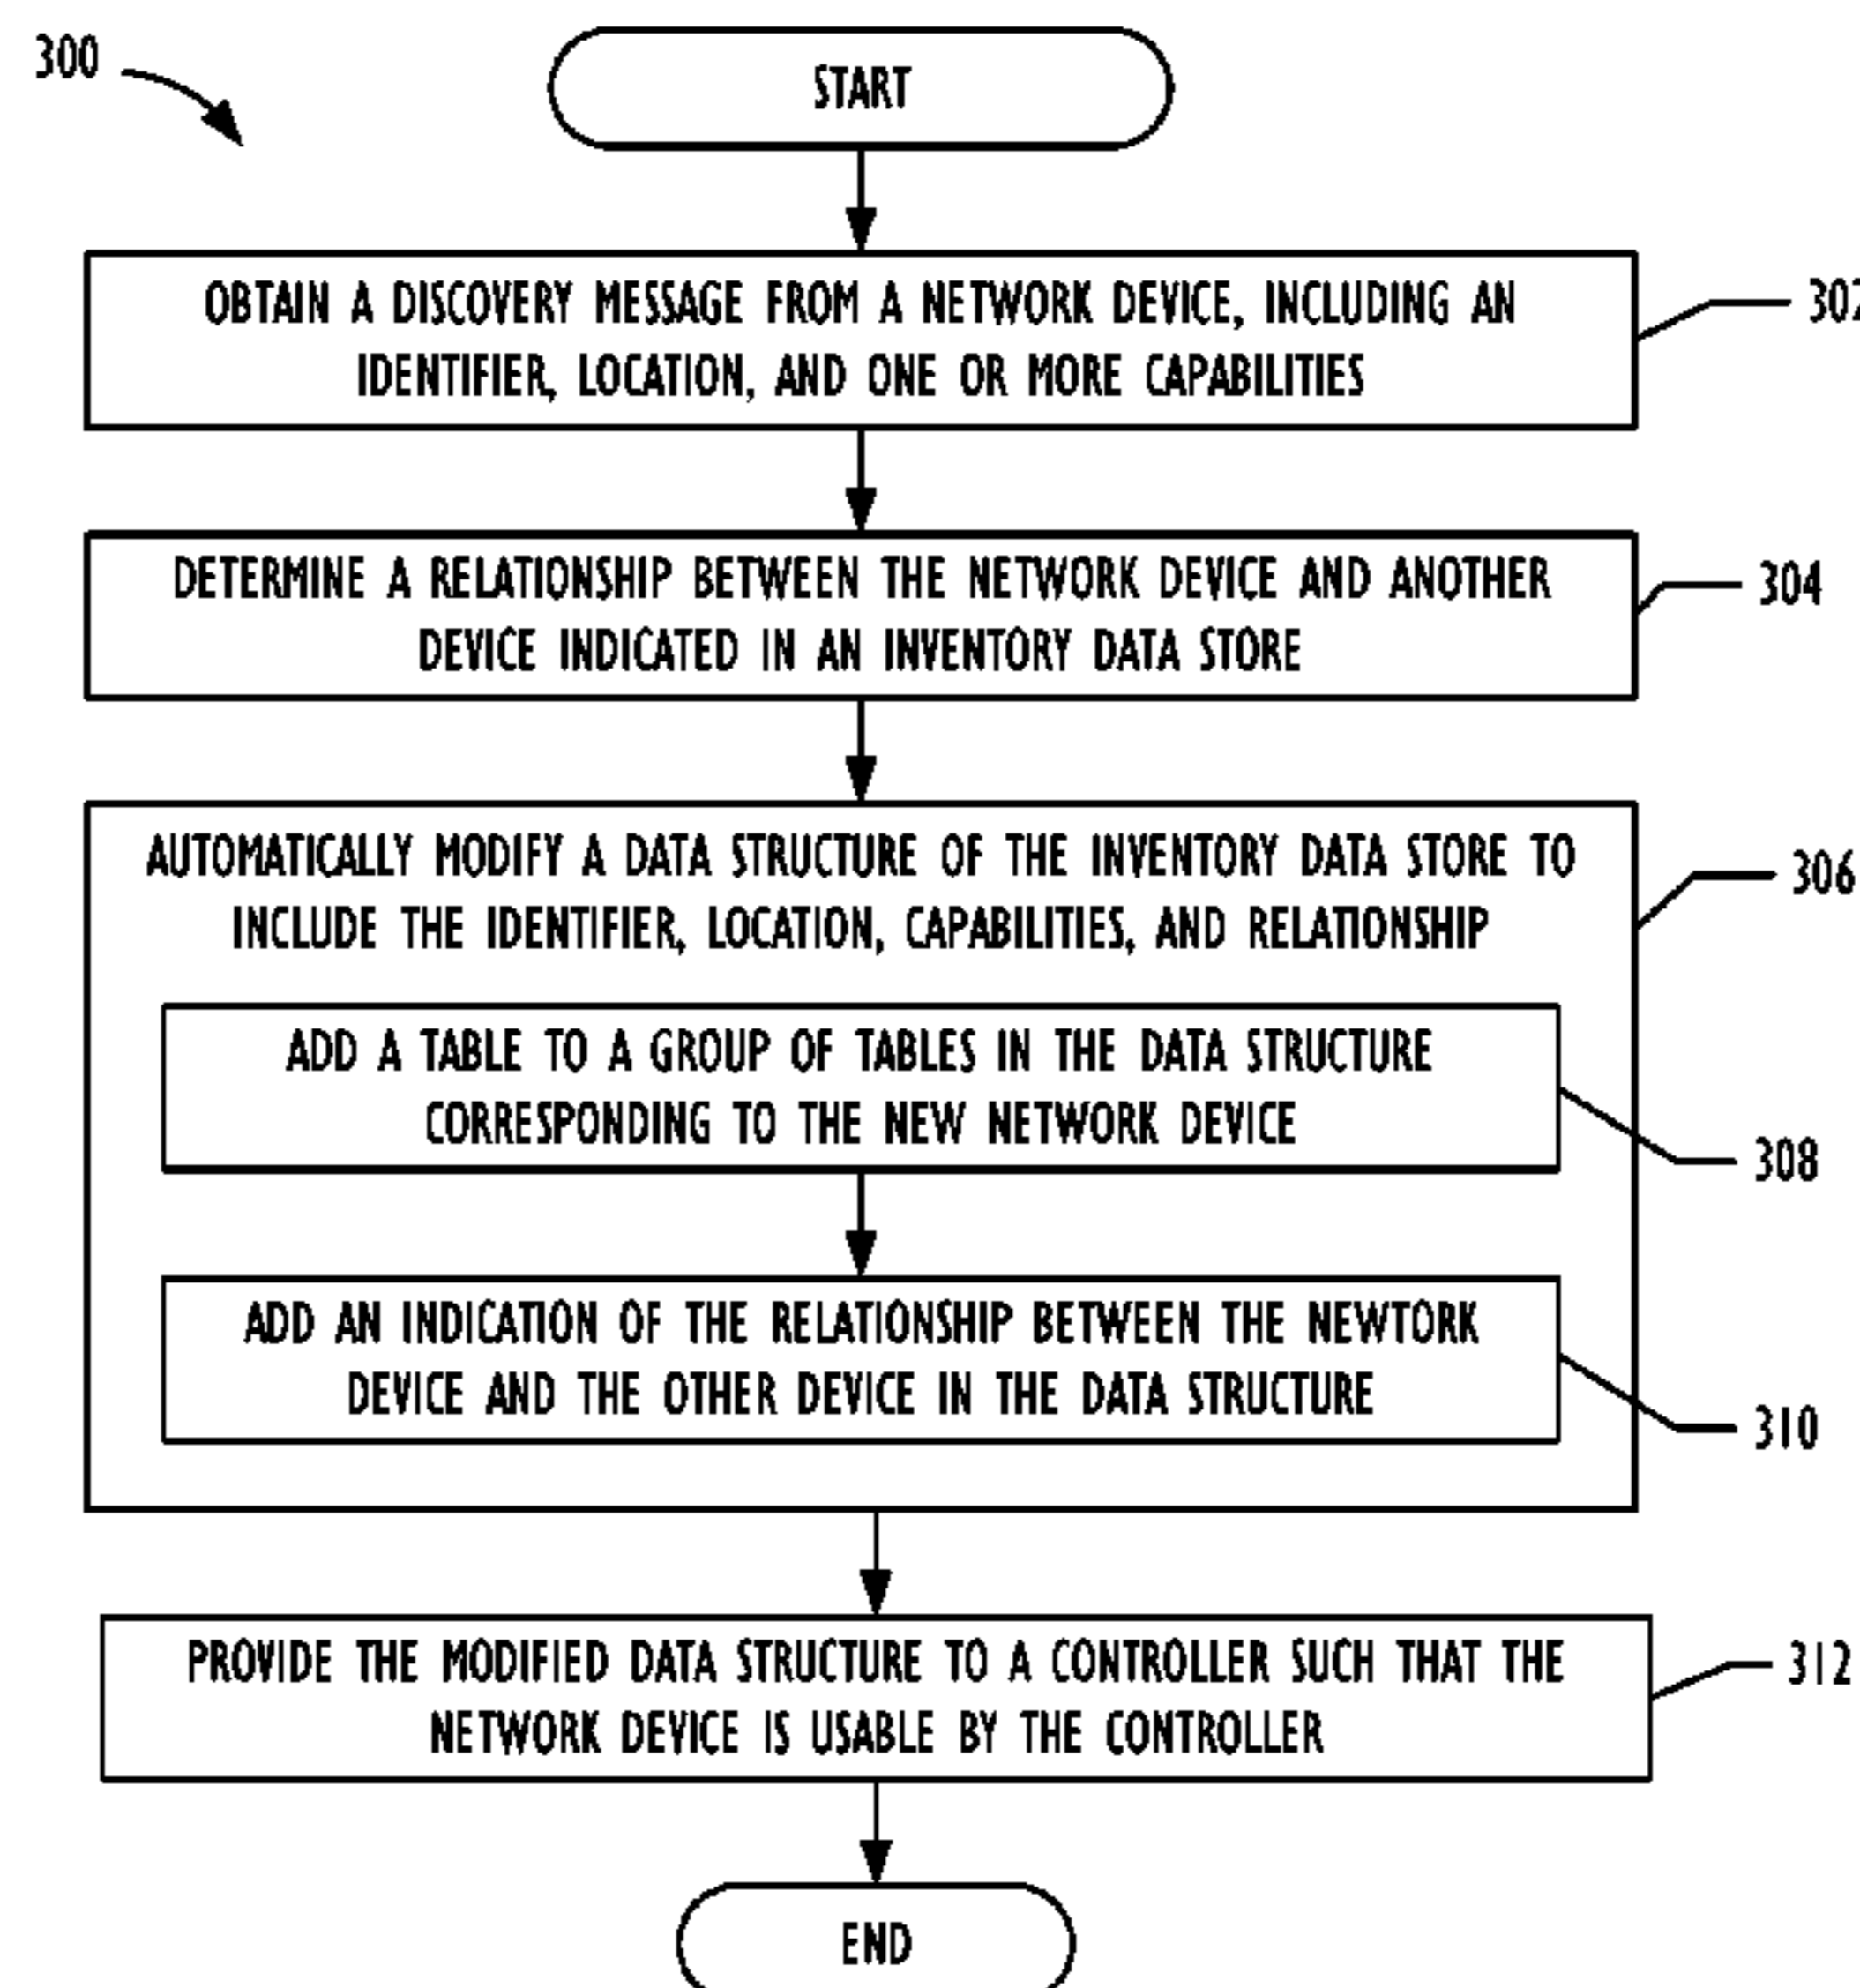 300
START
OBTAIN A DISCOVERY MESSAGE FROM A NETWORK DEVICE, INCLUDING AN
IDENTIFIER, LOCATION, AND ONE OR MORE CAPABILITIES
302
DETERMINE A RELATIONSHIP BETWEEN THE NETWORK DEVICE AND ANOTHER
DEVICE INDICATED IN AN INVENTORY DATA STORE
304
AUTOMATICALLY MODIFY A DATA STRUCTURE OF THE INVENTORY DATA STORE TO
INCLUDE THE IDENTIFIER, LOCATION, CAPABILITIES, AND RELATIONSHIP
306
ADD A TABLE TO A GROUP OF TABLES IN THE DATA STRUCTURE
CORRESPONDING TO THE NEW NETWORK DEVICE
308
ADD AN INDICATION OF THE RELATIONSHIP BETWEEN THE NEWTORK
DEVICE AND THE OTHER DEVICE IN THE DATA STRUCTURE
310
PROVIDE THE MODIFIED DATA STRUCTURE TO A CONTROLLER SUCH THAT THE
NETWORK DEVICE IS USABLE BY THE CONTROLLER
312
END